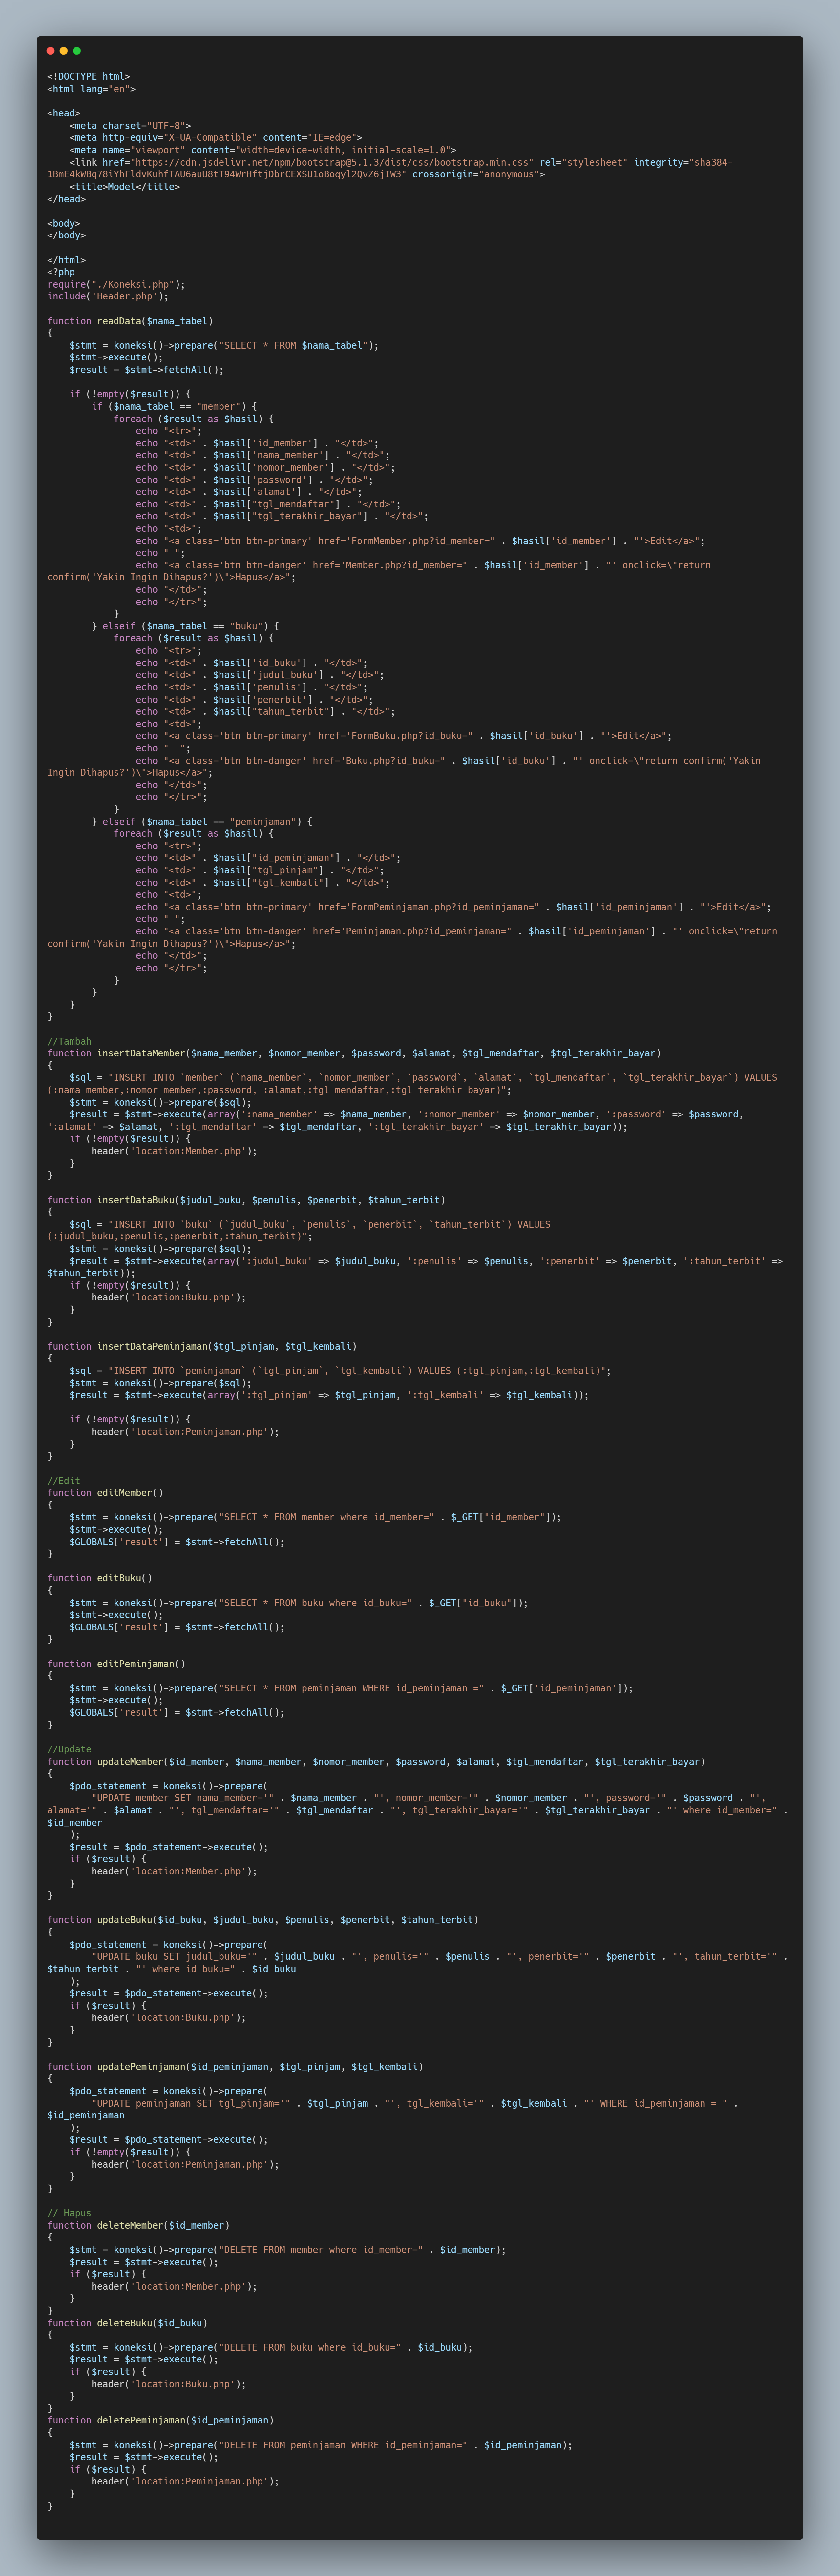 <!DOCTYPE html>
<html lang="en">

<head>
    <meta charset="UTF-8">
    <meta http-equiv="X-UA-Compatible" content="IE=edge">
    <meta name="viewport" content="width=device-width, initial-scale=1.0">
    <link href="https://cdn.jsdelivr.net/npm/bootstrap@5.1.3/dist/css/bootstrap.min.css" rel="stylesheet" integrity="sha384-
1BmE4kWBq78iYhFldvKuhfTAU6auU8tT94WrHftjDbrCEXSU1oBoqyl2QvZ6jIW3" crossorigin="anonymous">
    <title>Model</title>
</head>

<body>
</body>

</html>
<?php
require("./Koneksi.php");
include('Header.php');

function readData($nama_tabel)
{
    $stmt = koneksi()->prepare("SELECT * FROM $nama_tabel");
    $stmt->execute();
    $result = $stmt->fetchAll();

    if (!empty($result)) {
        if ($nama_tabel == "member") {
            foreach ($result as $hasil) {
                echo "<tr>";
                echo "<td>" . $hasil['id_member'] . "</td>";
                echo "<td>" . $hasil['nama_member'] . "</td>";
                echo "<td>" . $hasil['nomor_member'] . "</td>";
                echo "<td>" . $hasil['password'] . "</td>";
                echo "<td>" . $hasil['alamat'] . "</td>";
                echo "<td>" . $hasil["tgl_mendaftar"] . "</td>";
                echo "<td>" . $hasil["tgl_terakhir_bayar"] . "</td>";
                echo "<td>";
                echo "<a class='btn btn-primary' href='FormMember.php?id_member=" . $hasil['id_member'] . "'>Edit</a>";
                echo " ";
                echo "<a class='btn btn-danger' href='Member.php?id_member=" . $hasil['id_member'] . "' onclick=\"return
confirm('Yakin Ingin Dihapus?')\">Hapus</a>";
                echo "</td>";
                echo "</tr>";
            }
        } elseif ($nama_tabel == "buku") {
            foreach ($result as $hasil) {
                echo "<tr>";
                echo "<td>" . $hasil['id_buku'] . "</td>";
                echo "<td>" . $hasil['judul_buku'] . "</td>";
                echo "<td>" . $hasil['penulis'] . "</td>";
                echo "<td>" . $hasil['penerbit'] . "</td>";
                echo "<td>" . $hasil["tahun_terbit"] . "</td>";
                echo "<td>";
                echo "<a class='btn btn-primary' href='FormBuku.php?id_buku=" . $hasil['id_buku'] . "'>Edit</a>";
                echo "  ";
                echo "<a class='btn btn-danger' href='Buku.php?id_buku=" . $hasil['id_buku'] . "' onclick=\"return confirm('Yakin
Ingin Dihapus?')\">Hapus</a>";
                echo "</td>";
                echo "</tr>";
            }
        } elseif ($nama_tabel == "peminjaman") {
            foreach ($result as $hasil) {
                echo "<tr>";
                echo "<td>" . $hasil["id_peminjaman"] . "</td>";
                echo "<td>" . $hasil["tgl_pinjam"] . "</td>";
                echo "<td>" . $hasil["tgl_kembali"] . "</td>";
                echo "<td>";
                echo "<a class='btn btn-primary' href='FormPeminjaman.php?id_peminjaman=" . $hasil['id_peminjaman'] . "'>Edit</a>";
                echo " ";
                echo "<a class='btn btn-danger' href='Peminjaman.php?id_peminjaman=" . $hasil['id_peminjaman'] . "' onclick=\"return
confirm('Yakin Ingin Dihapus?')\">Hapus</a>";
                echo "</td>";
                echo "</tr>";
            }
        }
    }
}

//Tambah
function insertDataMember($nama_member, $nomor_member, $password, $alamat, $tgl_mendaftar, $tgl_terakhir_bayar)
{
    $sql = "INSERT INTO `member` (`nama_member`, `nomor_member`, `password`, `alamat`, `tgl_mendaftar`, `tgl_terakhir_bayar`) VALUES
(:nama_member,:nomor_member,:password, :alamat,:tgl_mendaftar,:tgl_terakhir_bayar)";
    $stmt = koneksi()->prepare($sql);
    $result = $stmt->execute(array(':nama_member' => $nama_member, ':nomor_member' => $nomor_member, ':password' => $password,
':alamat' => $alamat, ':tgl_mendaftar' => $tgl_mendaftar, ':tgl_terakhir_bayar' => $tgl_terakhir_bayar));
    if (!empty($result)) {
        header('location:Member.php');
    }
}

function insertDataBuku($judul_buku, $penulis, $penerbit, $tahun_terbit)
{
    $sql = "INSERT INTO `buku` (`judul_buku`, `penulis`, `penerbit`, `tahun_terbit`) VALUES
(:judul_buku,:penulis,:penerbit,:tahun_terbit)";
    $stmt = koneksi()->prepare($sql);
    $result = $stmt->execute(array(':judul_buku' => $judul_buku, ':penulis' => $penulis, ':penerbit' => $penerbit, ':tahun_terbit' =>
$tahun_terbit));
    if (!empty($result)) {
        header('location:Buku.php');
    }
}

function insertDataPeminjaman($tgl_pinjam, $tgl_kembali)
{
    $sql = "INSERT INTO `peminjaman` (`tgl_pinjam`, `tgl_kembali`) VALUES (:tgl_pinjam,:tgl_kembali)";
    $stmt = koneksi()->prepare($sql);
    $result = $stmt->execute(array(':tgl_pinjam' => $tgl_pinjam, ':tgl_kembali' => $tgl_kembali));

    if (!empty($result)) {
        header('location:Peminjaman.php');
    }
}

//Edit
function editMember()
{
    $stmt = koneksi()->prepare("SELECT * FROM member where id_member=" . $_GET["id_member"]);
    $stmt->execute();
    $GLOBALS['result'] = $stmt->fetchAll();
}

function editBuku()
{
    $stmt = koneksi()->prepare("SELECT * FROM buku where id_buku=" . $_GET["id_buku"]);
    $stmt->execute();
    $GLOBALS['result'] = $stmt->fetchAll();
}

function editPeminjaman()
{
    $stmt = koneksi()->prepare("SELECT * FROM peminjaman WHERE id_peminjaman =" . $_GET['id_peminjaman']);
    $stmt->execute();
    $GLOBALS['result'] = $stmt->fetchAll();
}

//Update
function updateMember($id_member, $nama_member, $nomor_member, $password, $alamat, $tgl_mendaftar, $tgl_terakhir_bayar)
{
    $pdo_statement = koneksi()->prepare(
        "UPDATE member SET nama_member='" . $nama_member . "', nomor_member='" . $nomor_member . "', password='" . $password . "',
alamat='" . $alamat . "', tgl_mendaftar='" . $tgl_mendaftar . "', tgl_terakhir_bayar='" . $tgl_terakhir_bayar . "' where id_member=" .
$id_member
    );
    $result = $pdo_statement->execute();
    if ($result) {
        header('location:Member.php');
    }
}

function updateBuku($id_buku, $judul_buku, $penulis, $penerbit, $tahun_terbit)
{
    $pdo_statement = koneksi()->prepare(
        "UPDATE buku SET judul_buku='" . $judul_buku . "', penulis='" . $penulis . "', penerbit='" . $penerbit . "', tahun_terbit='" .
$tahun_terbit . "' where id_buku=" . $id_buku
    );
    $result = $pdo_statement->execute();
    if ($result) {
        header('location:Buku.php');
    }
}

function updatePeminjaman($id_peminjaman, $tgl_pinjam, $tgl_kembali)
{
    $pdo_statement = koneksi()->prepare(
        "UPDATE peminjaman SET tgl_pinjam='" . $tgl_pinjam . "', tgl_kembali='" . $tgl_kembali . "' WHERE id_peminjaman = " .
$id_peminjaman
    );
    $result = $pdo_statement->execute();
    if (!empty($result)) {
        header('location:Peminjaman.php');
    }
}

// Hapus
function deleteMember($id_member)
{
    $stmt = koneksi()->prepare("DELETE FROM member where id_member=" . $id_member);
    $result = $stmt->execute();
    if ($result) {
        header('location:Member.php');
    }
}
function deleteBuku($id_buku)
{
    $stmt = koneksi()->prepare("DELETE FROM buku where id_buku=" . $id_buku);
    $result = $stmt->execute();
    if ($result) {
        header('location:Buku.php');
    }
}
function deletePeminjaman($id_peminjaman)
{
    $stmt = koneksi()->prepare("DELETE FROM peminjaman WHERE id_peminjaman=" . $id_peminjaman);
    $result = $stmt->execute();
    if ($result) {
        header('location:Peminjaman.php');
    }
}